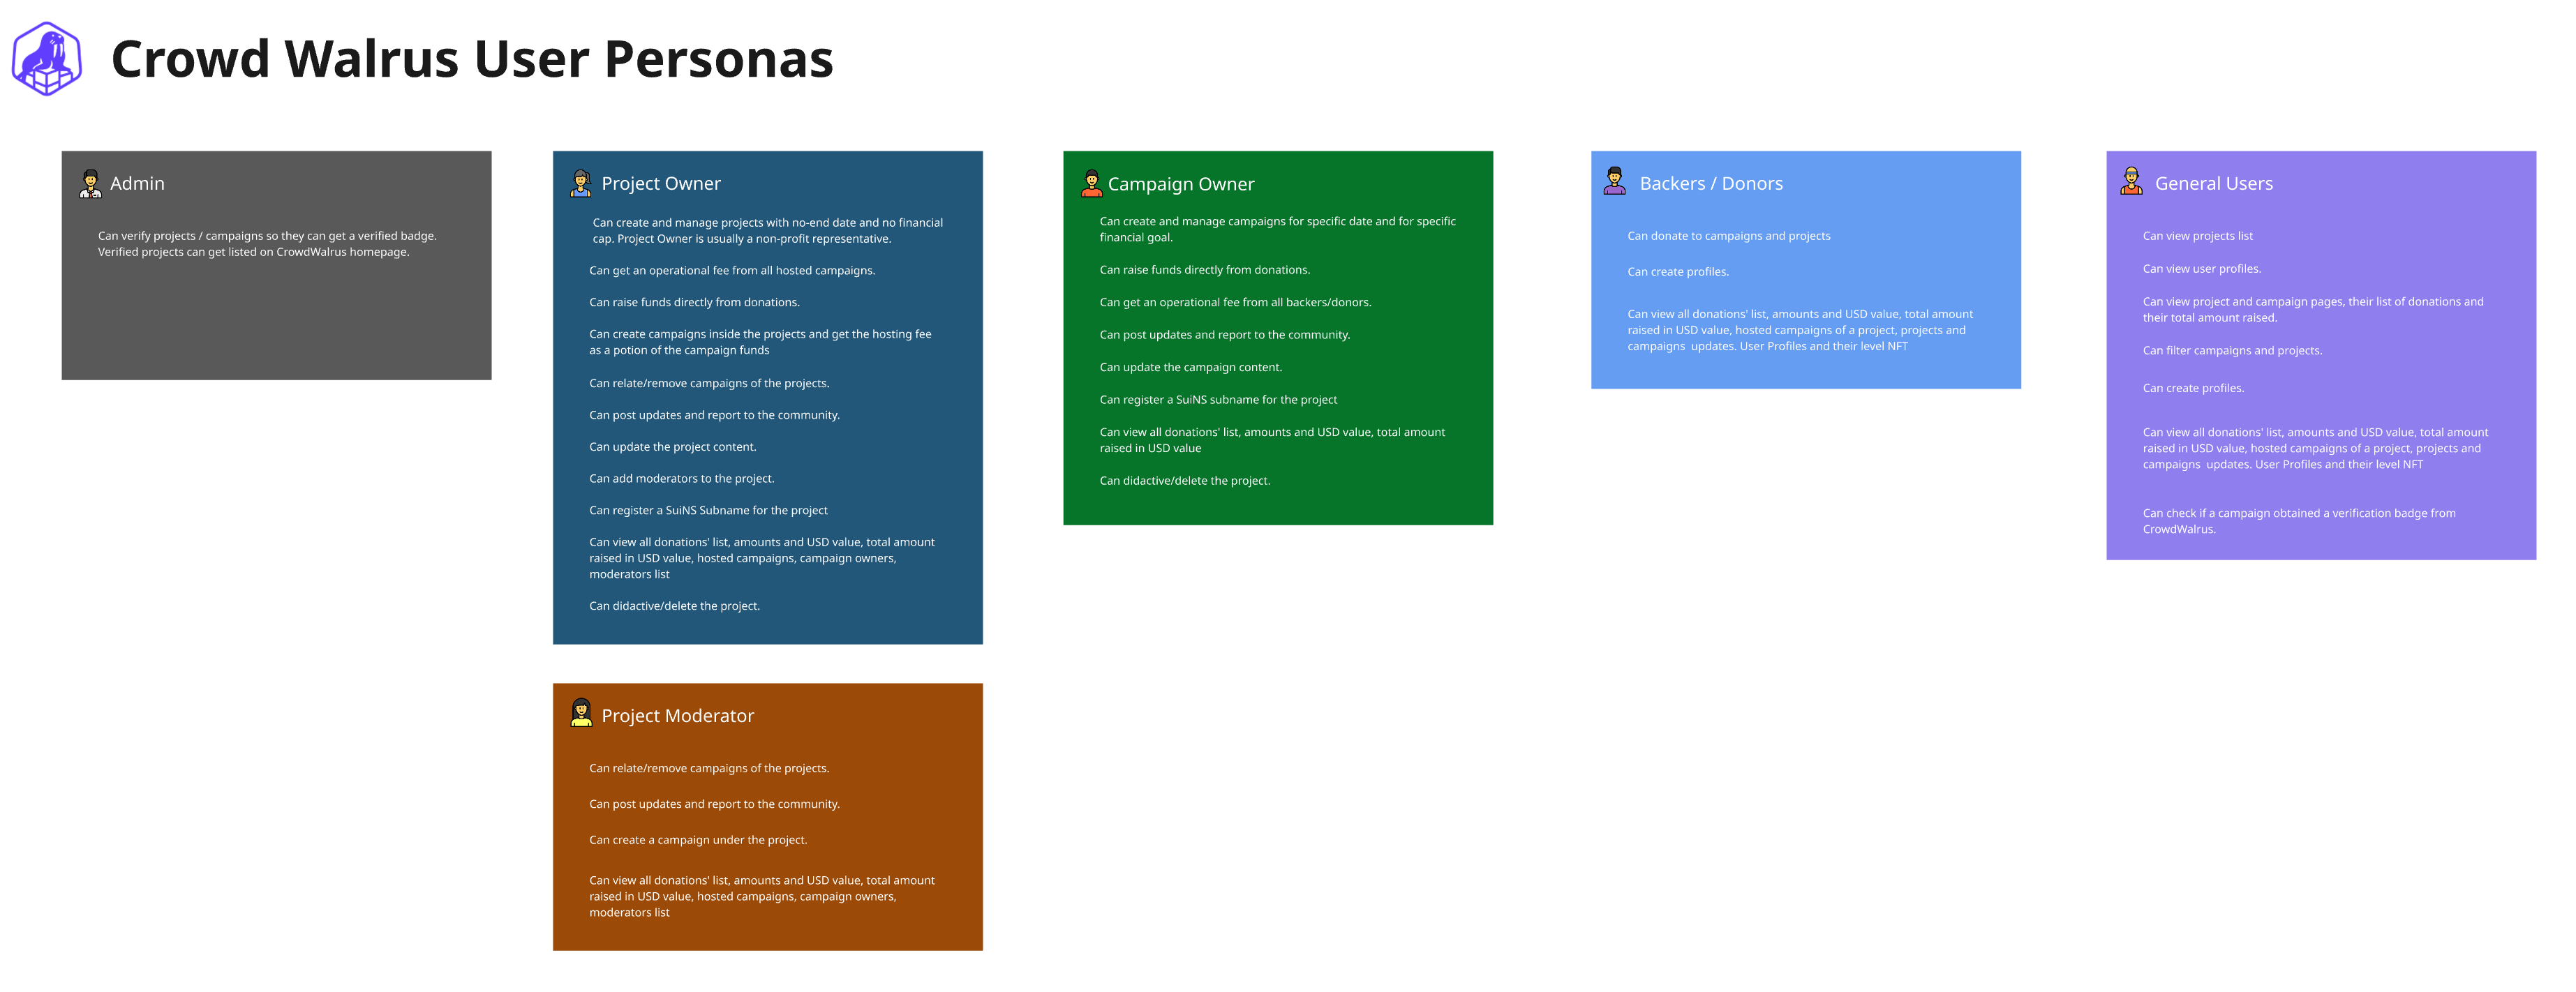 Crowd Walrus User Personas
Admin
Can verify projects / campaigns so they can get a verified badge.
Verified projects can get listed on CrowdWalrus homepage.
Project Owner
Can create and manage projects with no-end date and no financial
cap. Project Owner is usually a non-profit representative.
Can get an operational fee from all hosted campaigns.
Can raise funds directly from donations.
Can create campaigns inside the projects and get the hosting fee
as a potion of the campaign funds
Can relate/remove campaigns of the projects.
Can post updates and report to the community.
Can update the project content.
Can add moderators to the project.
Can register a SuiNS Subname for the project
Can view all donations' list, amounts and USD value, total amount
raised in USD value, hosted campaigns, campaign owners,
moderators list
Can didactive/delete the project.
Project Moderator
Can relate/remove campaigns of the projects.
Can post updates and report to the community.
Can create a campaign under the project.
Can view all donations' list, amounts and USD value, total amount
raised in USD value, hosted campaigns, campaign owners,
moderators list
Campaign Owner
Can create and manage campaigns for specific date and for specific
financial goal.
Can raise funds directly from donations.
Can get an operational fee from all backers/donors.
Can post updates and report to the community.
Can update the campaign content.
Can register a SuiNS subname for the project
Can view all donations' list, amounts and USD value, total amount
raised in USD value
Can didactive/delete the project.
Backers / Donors
Can donate to campaigns and projects
Can create profiles.
Can view all donations' list, amounts and USD value, total amount
raised in USD value, hosted campaigns of a project, projects and
campaigns  updates. User Profiles and their level NFT
General Users
Can view projects list
Can view user profiles.
Can view project and campaign pages, their list of donations and
their total amount raised.
Can filter campaigns and projects.
Can create profiles.
Can view all donations' list, amounts and USD value, total amount
raised in USD value, hosted campaigns of a project, projects and
campaigns  updates. User Profiles and their level NFT
Can check if a campaign obtained a verification badge from
CrowdWalrus.